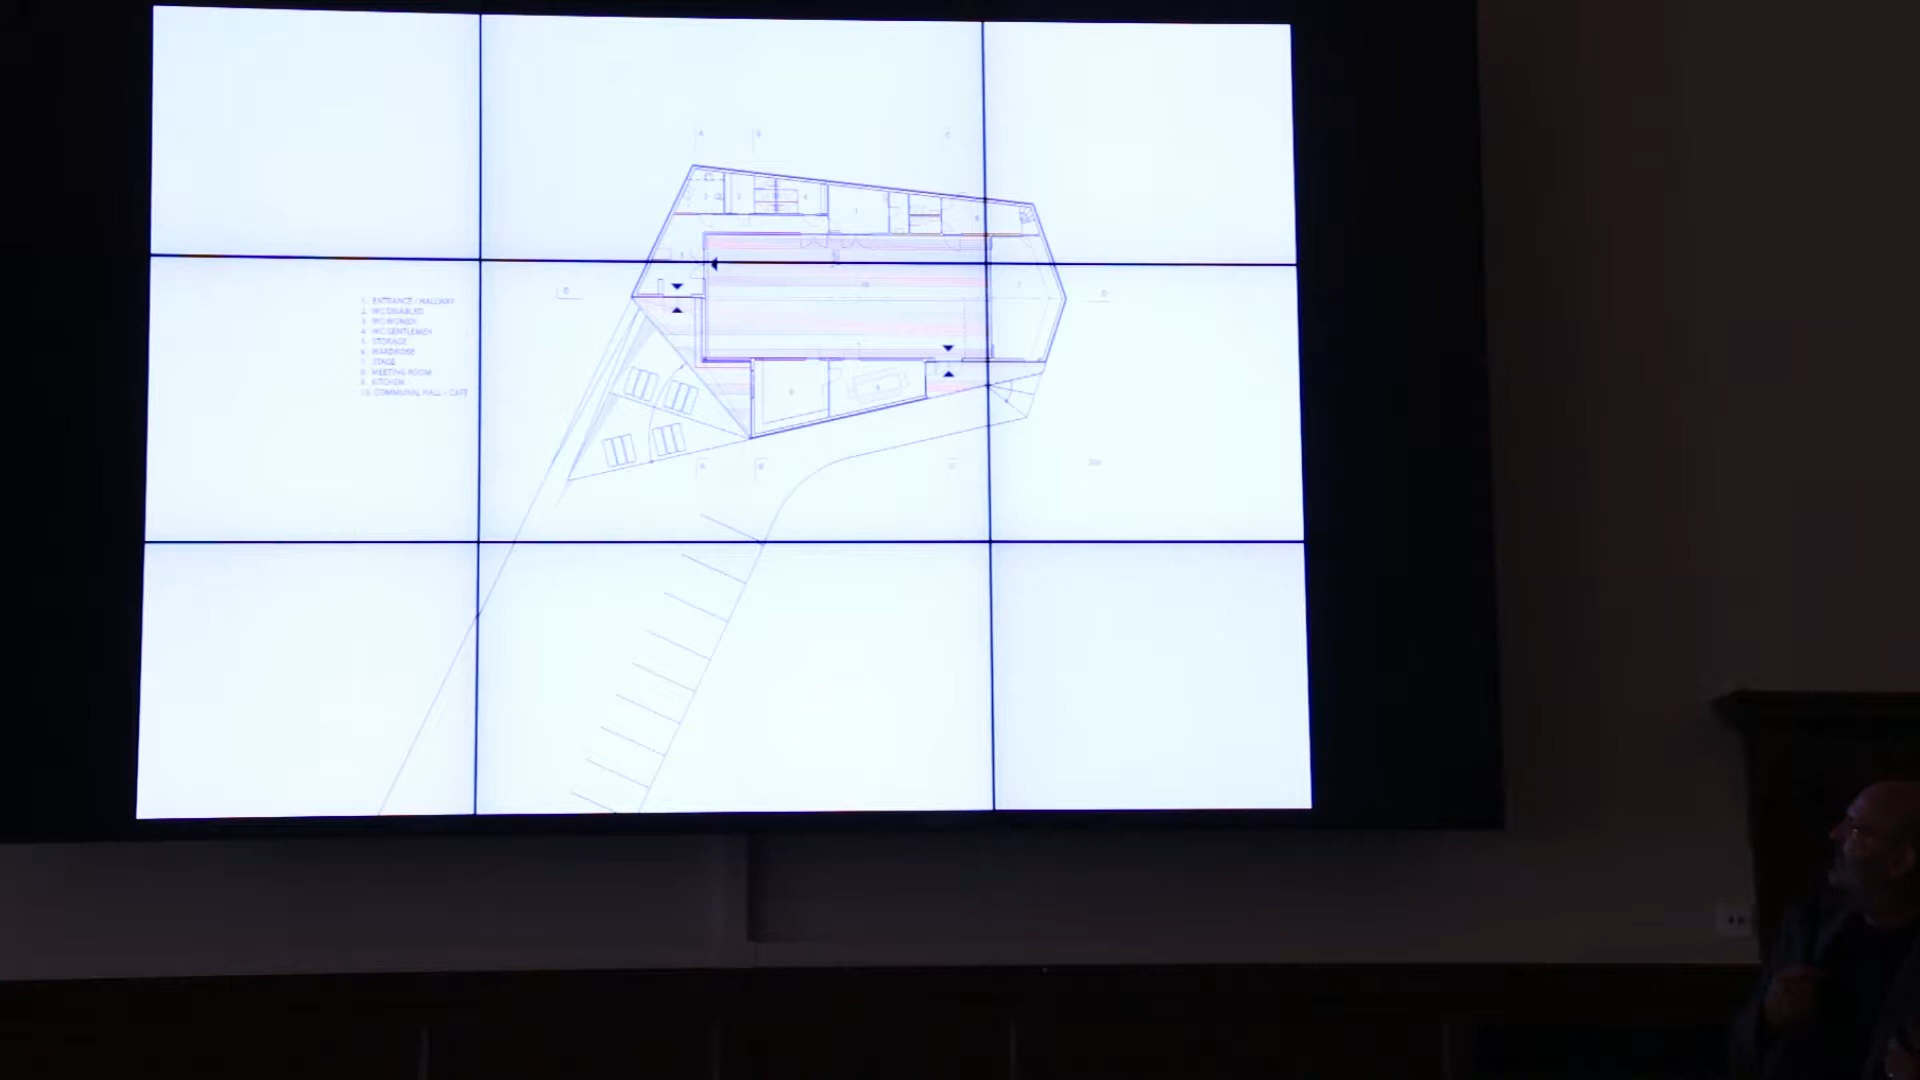 A B C
D D
1. ENTRANCE / HALLWAY
2. WC DISABLED
3. WC WOMEN
4. WC GENTLEMEN
5. STORAGE
6. WARDROBE
7. STAGE
8. MEETING ROOM
9. KITCHEN
10. COMMUNAL HALL / CAFE